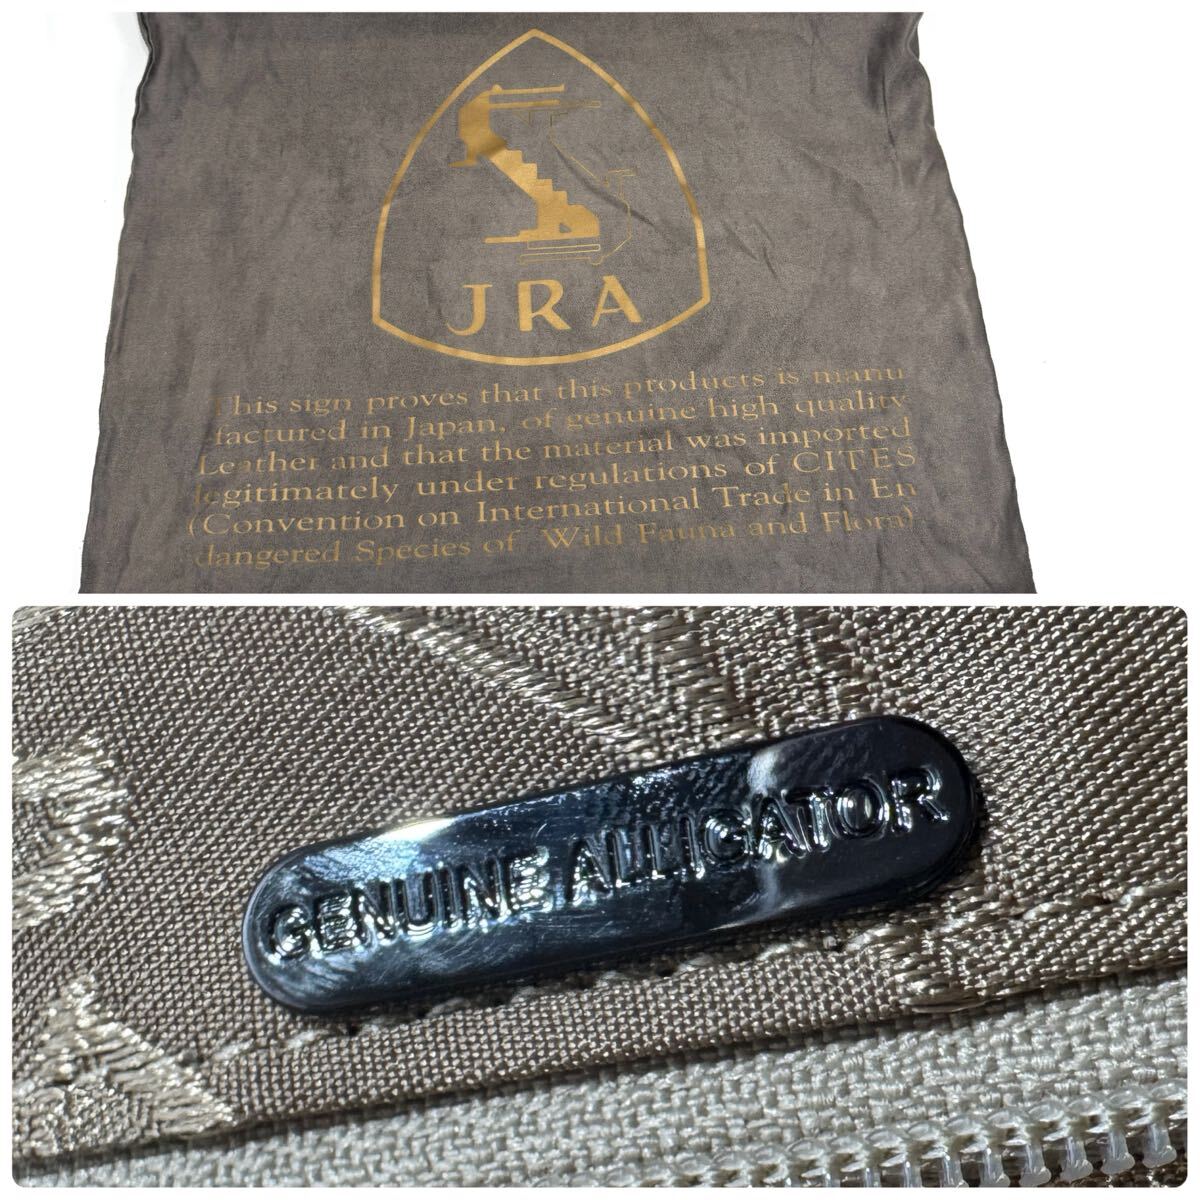 JRA
This sign proves that this products is manu
factured in Japan, of genuine high quality
Leather and that the material was imported
legitimately under regulations of CITES
(Convention on International Trade in En
dangered Species of Wild Fauna and Flora)
GENUINE ALLIGATOR